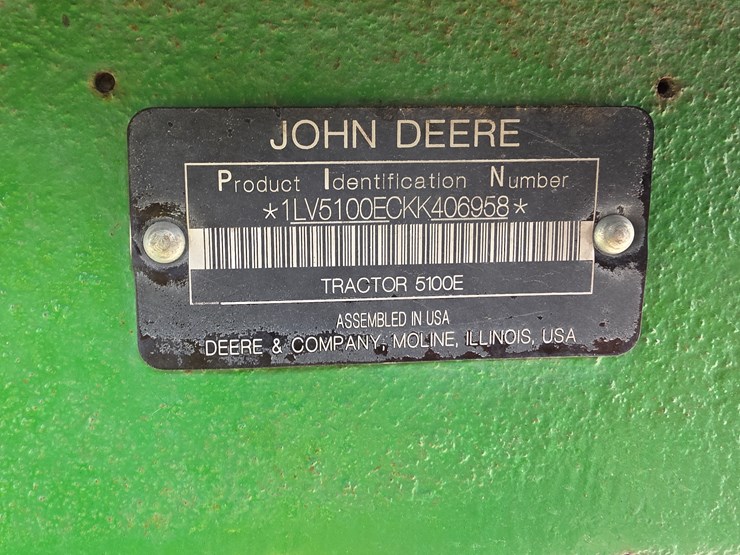 JOHN DEERE
Product Identification Number
*1LV5100ECKK406958*
TRACTOR 5100E
ASSEMBLED IN USA
DEERE & COMPANY, MOLINE, ILLINOIS, USA